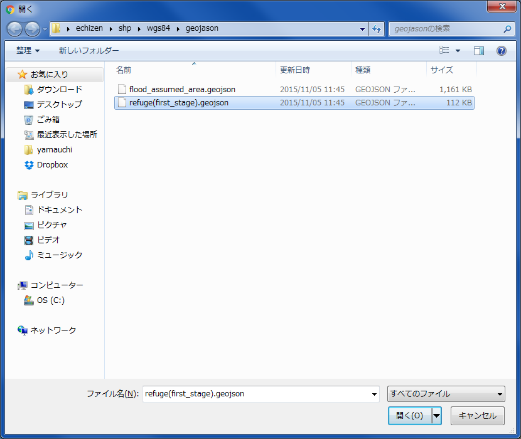 開く
echizen ▸ shp ▸ wgs84 ▸ geojason
geojasonの検索
整理 ▼ 新しいフォルダー
お気に入り
ダウンロード
デスクトップ
ごみ箱
最近表示した場所
yamauchi
Dropbox
ライブラリ
ドキュメント
ピクチャ
ビデオ
ミュージック
コンピューター
OS (C:)
ネットワーク
名前 更新日時 種類 サイズ
flood_assumed_area.geojson 2015/11/05 11:45 GEOJSON ファ... 1,161 KB
refuge(first_stage).geojson 2015/11/05 11:45 GEOJSON ファ... 112 KB
ファイル名(N): refuge(first_stage).geojson すべてのファイル
開く(O) キャンセル